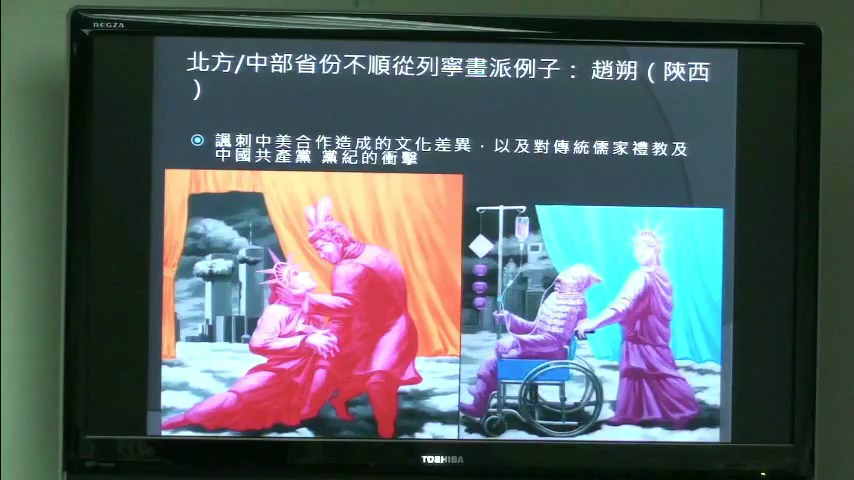 REGZA
北方/中部省份不順從列寧畫派例子： 趙朔（陝西
）
諷刺中美合作造成的文化差異，以及對傳統儒家禮教及
中國共產黨 黨紀的衝擊
TOSHIBA